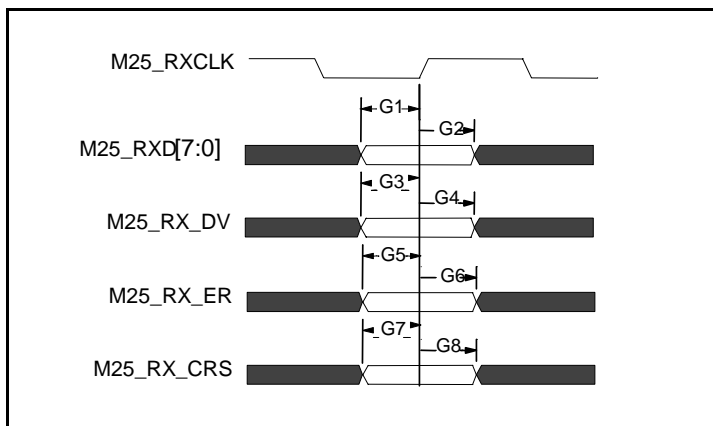 M25_RXCLK
G1
G2
M25_RXD[7:0]
G3
G4
M25_RX_DV
G5
G6
M25_RX_ER
G7
G8
M25_RX_CRS